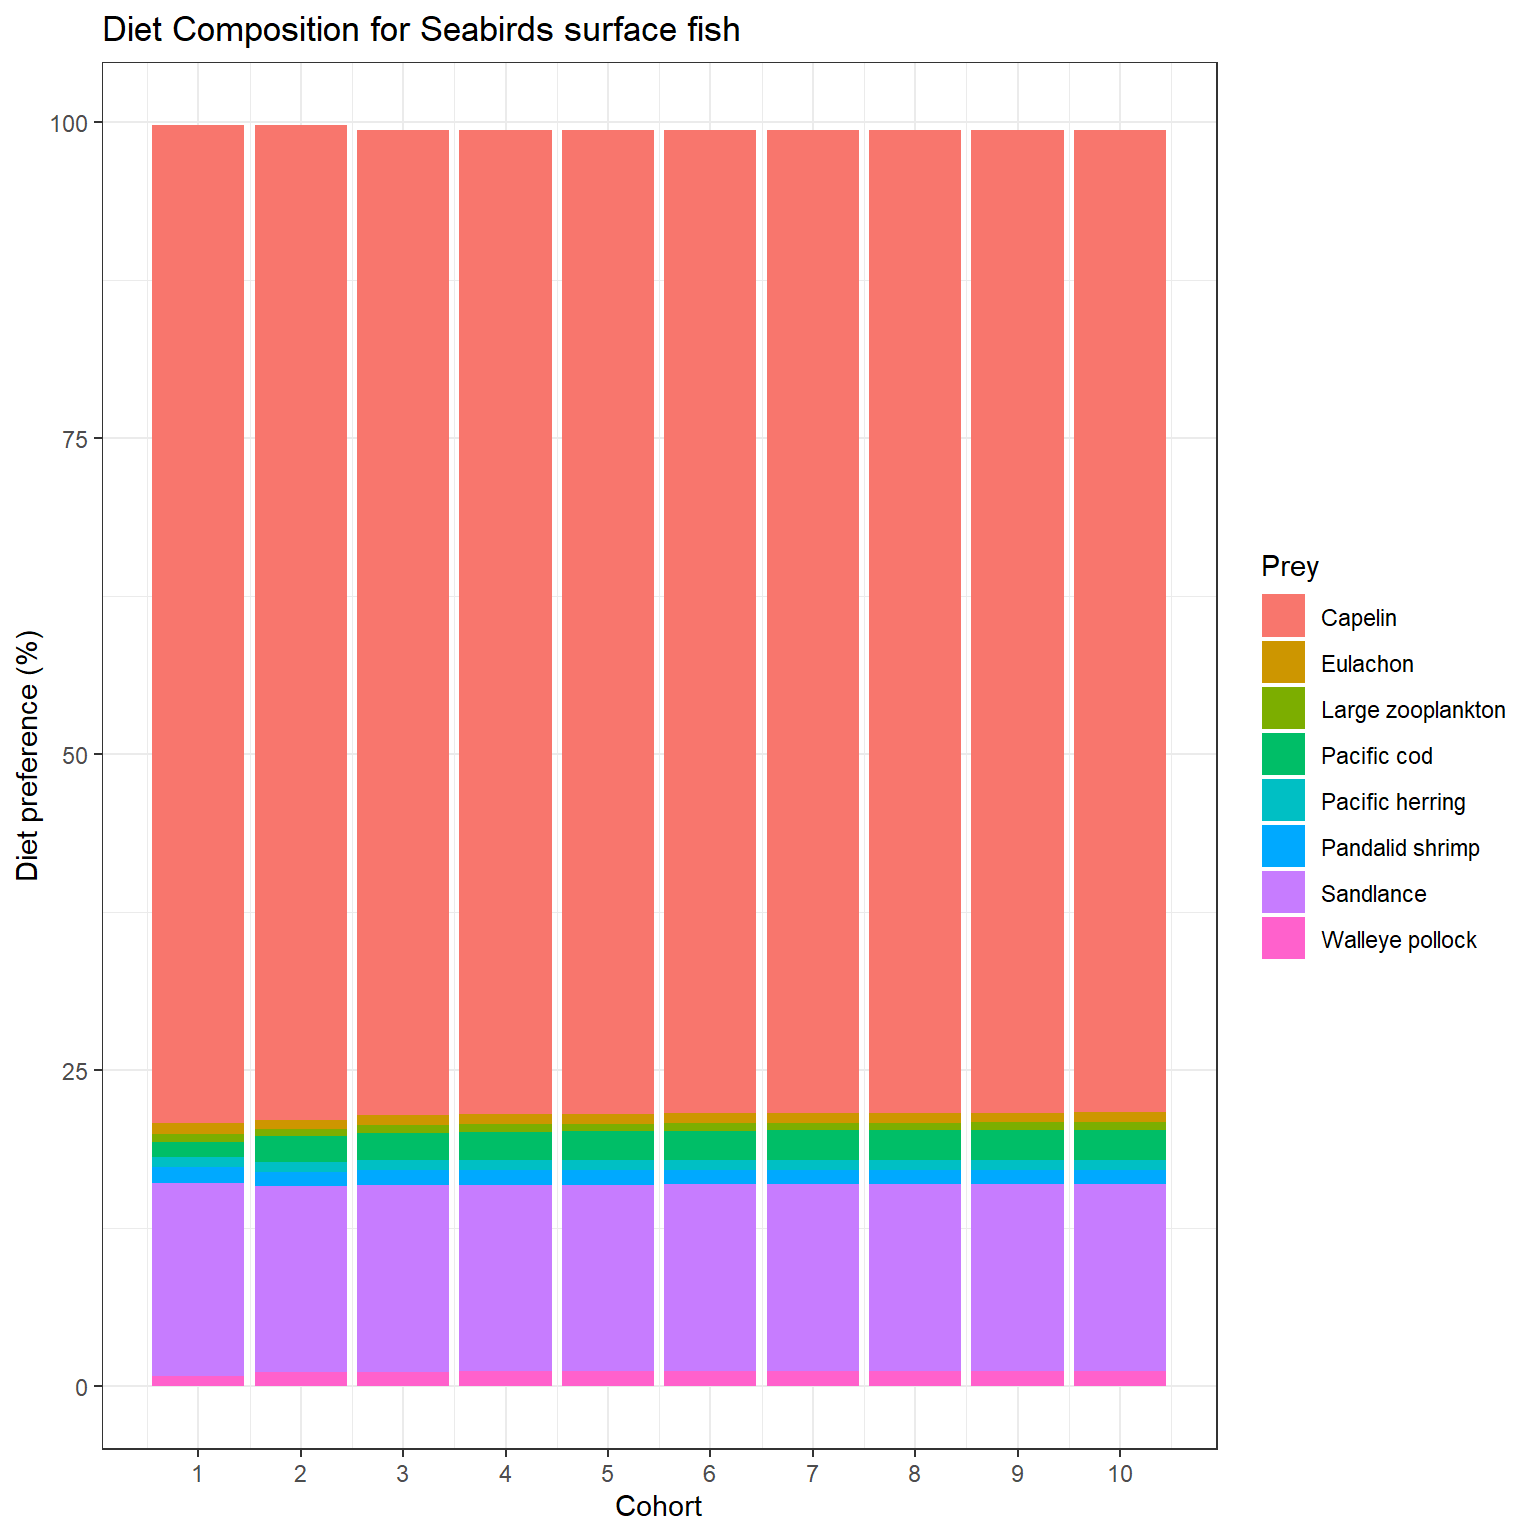 Diet Composition for Seabirds surface fish
Diet preference (%)
100
75
50
25
0
1 2 3 4 5 6 7 8 9 10
Cohort
Prey
Capelin
Eulachon
Large zooplankton
Pacific cod
Pacific herring
Pandalid shrimp
Sandlance
Walleye pollock